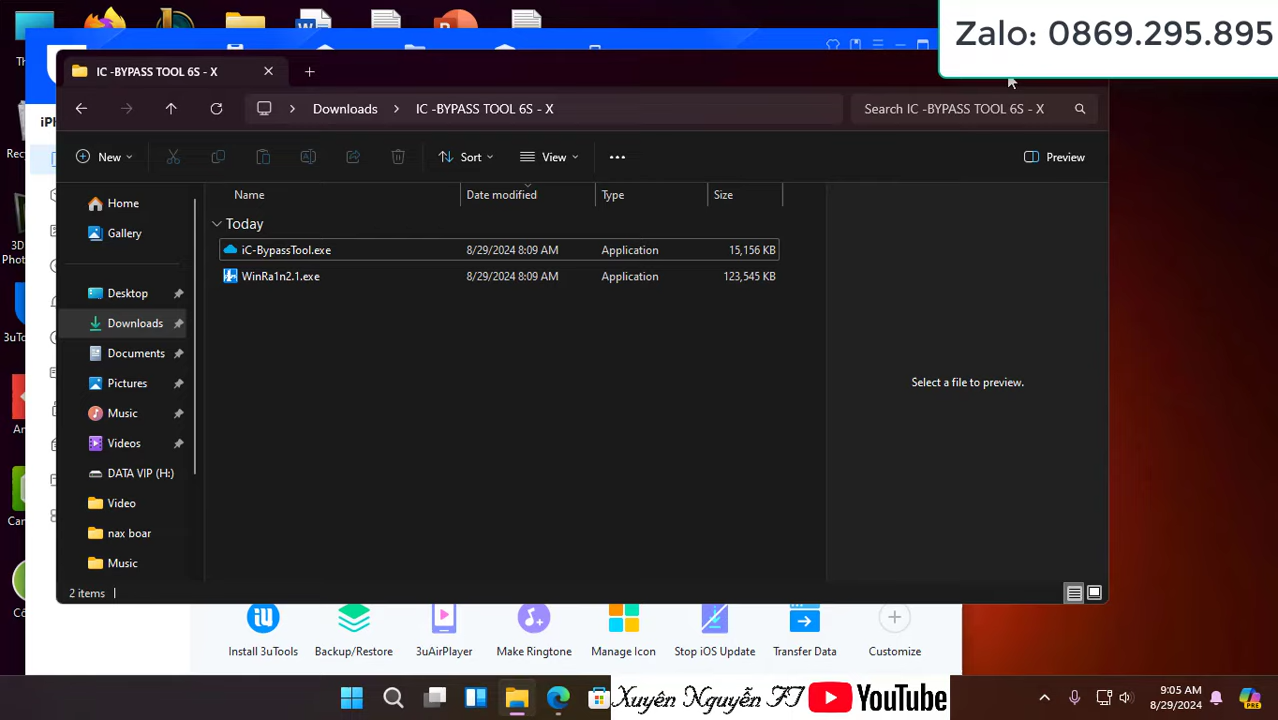 Zalo: 0869.295.895
IC -BYPASS TOOL 6S - X
Downloads
IC -BYPASS TOOL 6S - X
Search IC -BYPASS TOOL 6S - X
New
Sort
View
Preview
Name
Date modified
Type
Size
Today
iC-BypassTool.exe
8/29/2024 8:09 AM
Application
15,156 KB
WinRa1n2.1.exe
8/29/2024 8:09 AM
Application
123,545 KB
Home
Gallery
Desktop
Downloads
Documents
Pictures
Music
Videos
DATA VIP (H:)
Video
nax boar
Music
Select a file to preview.
2 items
Install 3uTools
Backup/Restore
3uAirPlayer
Make Ringtone
Manage Icon
Stop iOS Update
Transfer Data
Customize
Xuyên Nguyễn FT
YouTube
9:05 AM
8/29/2024
PRE